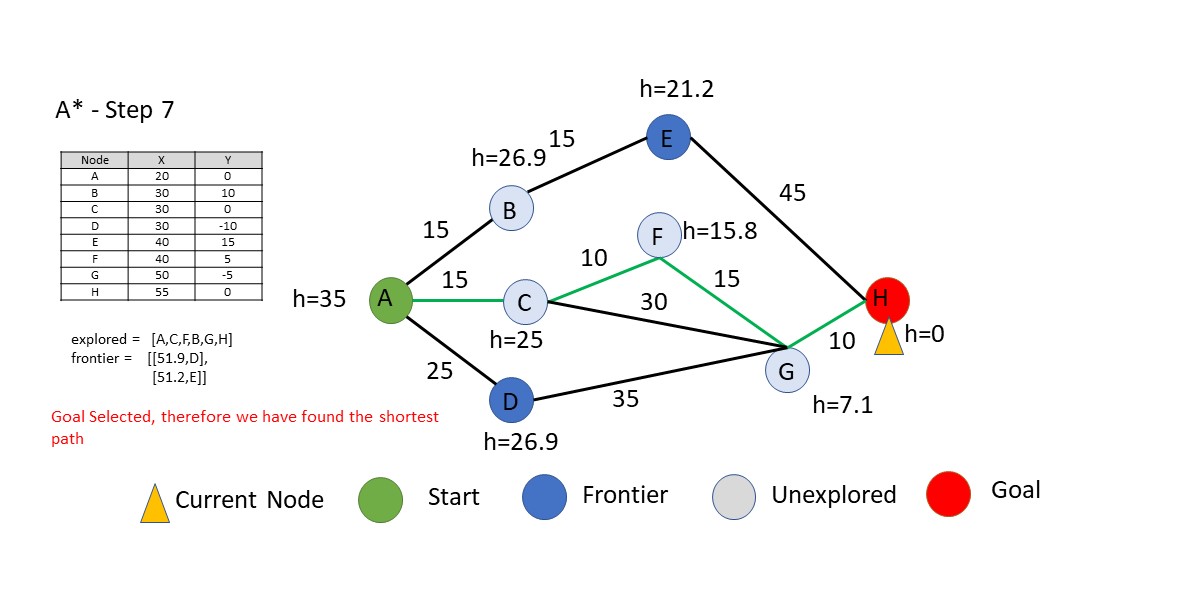 A* - Step 7
Node X Y
A 20 0
B 30 10
C 30 0
D 30 -10
E 40 15
F 40 5
G 50 -5
H 55 0
explored = [A,C,F,B,G,H]
frontier = [[51.9,D],
[51.2,E]]
Goal Selected, therefore we have found the shortest
path
h=21.2
15
E
h=26.9
45
B
15
F
h=15.8
10
15
15
h=35
A
C
30
H
h=25
10
h=0
25
G
D
35
h=7.1
h=26.9
Current Node
Start
Frontier
Unexplored
Goal